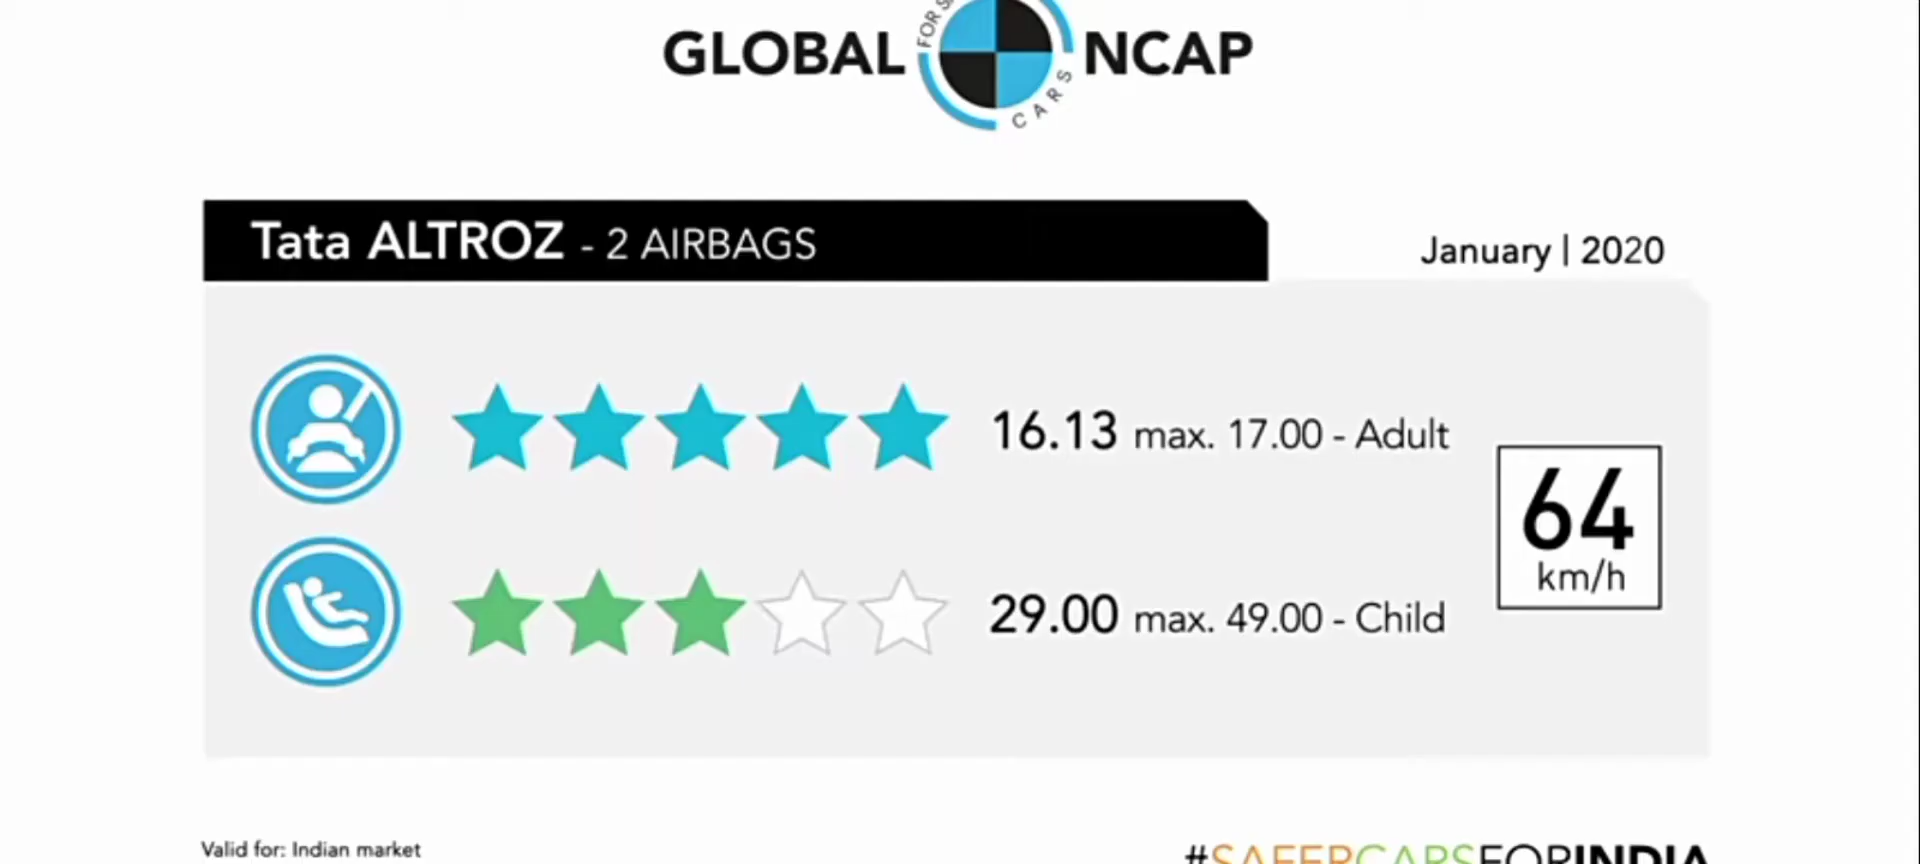 GLOBAL NCAP
FOR
CARS
Tata ALTROZ - 2 AIRBAGS
January | 2020
16.13 max. 17.00 - Adult
29.00 max. 49.00 - Child
64
km/h
Valid for: Indian market
#SAFERCARSFORINDIA